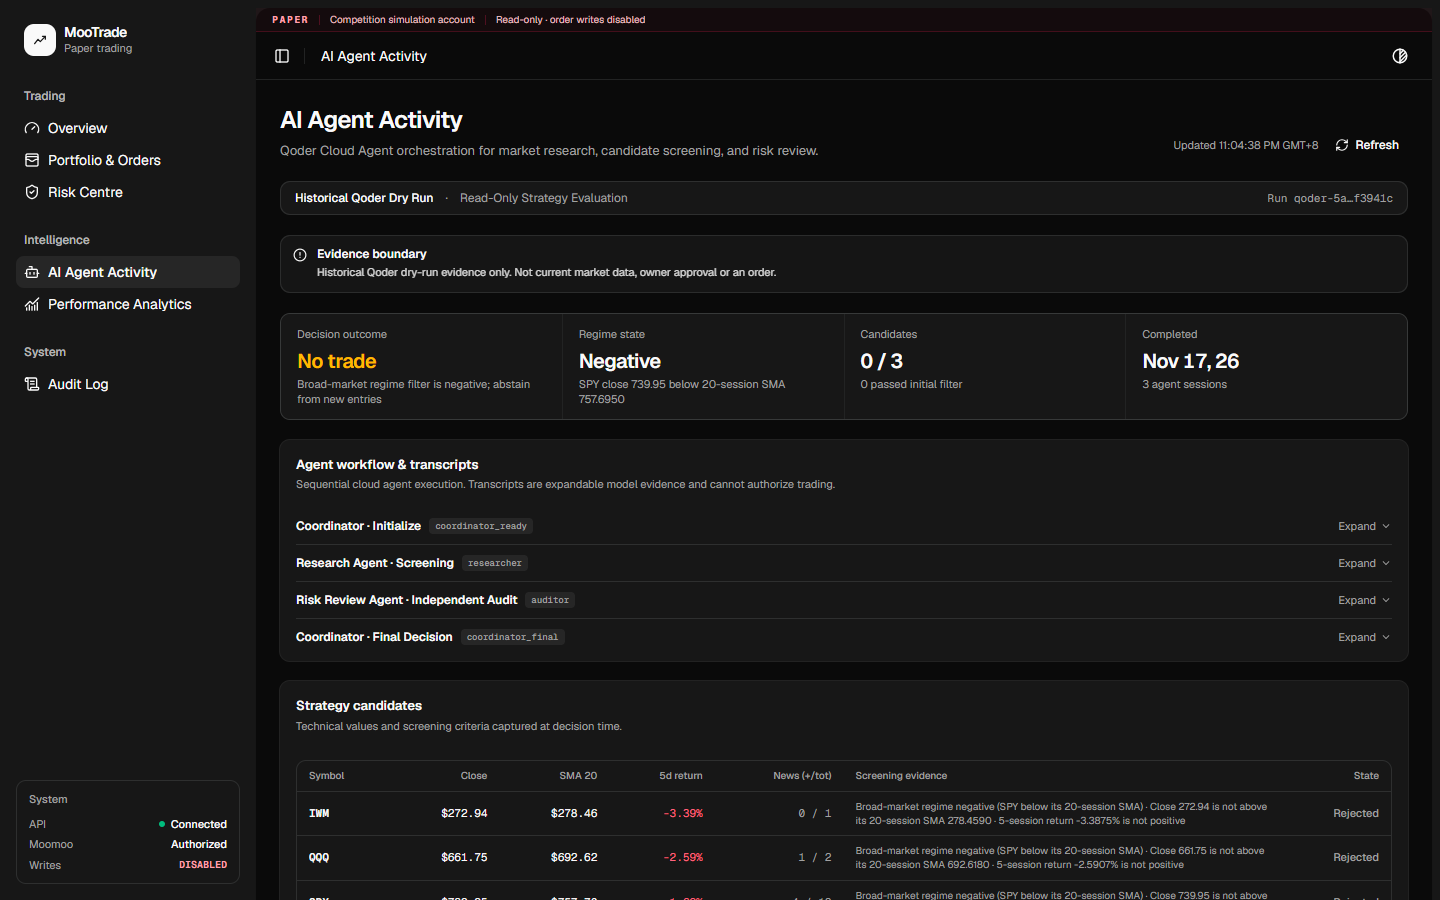 MooTrade
Paper trading
Trading
Overview
Portfolio & Orders
Risk Centre
Intelligence
AI Agent Activity
Performance Analytics
System
Audit Log
System
API Connected
Moomoo Authorized
Writes DISABLED
PAPER Competition simulation account Read-only · order writes disabled
AI Agent Activity
AI Agent Activity
Qoder Cloud Agent orchestration for market research, candidate screening, and risk review.
Updated 11:04:38 PM GMT+8 Refresh
Historical Qoder Dry Run · Read-Only Strategy Evaluation Run qoder-5a…f3941c
Evidence boundary
Historical Qoder dry-run evidence only. Not current market data, owner approval or an order.
Decision outcome
No trade
Broad-market regime filter is negative; abstain
from new entries
Regime state
Negative
SPY close 739.95 below 20-session SMA
757.6950
Candidates
0 / 3
0 passed initial filter
Completed
Nov 17, 26
3 agent sessions
Agent workflow & transcripts
Sequential cloud agent execution. Transcripts are expandable model evidence and cannot authorize trading.
Coordinator · Initialize coordinator_ready Expand
Research Agent · Screening researcher Expand
Risk Review Agent · Independent Audit auditor Expand
Coordinator · Final Decision coordinator_final Expand
Strategy candidates
Technical values and screening criteria captured at decision time.
Symbol Close SMA 20 5d return News (+/tot) Screening evidence State
IWM $272.94 $278.46 -3.39% 0 / 1 Broad-market regime negative (SPY below its 20-session SMA) · Close 272.94 is not above
its 20-session SMA 278.4590 · 5-session return -3.3875% is not positive Rejected
QQQ $661.75 $692.62 -2.59% 1 / 2 Broad-market regime negative (SPY below its 20-session SMA) · Close 661.75 is not above
its 20-session SMA 692.6180 · 5-session return -2.5907% is not positive Rejected
Broad-market regime negative (SPY below its 20-session SMA) · Close 739.95 is not above